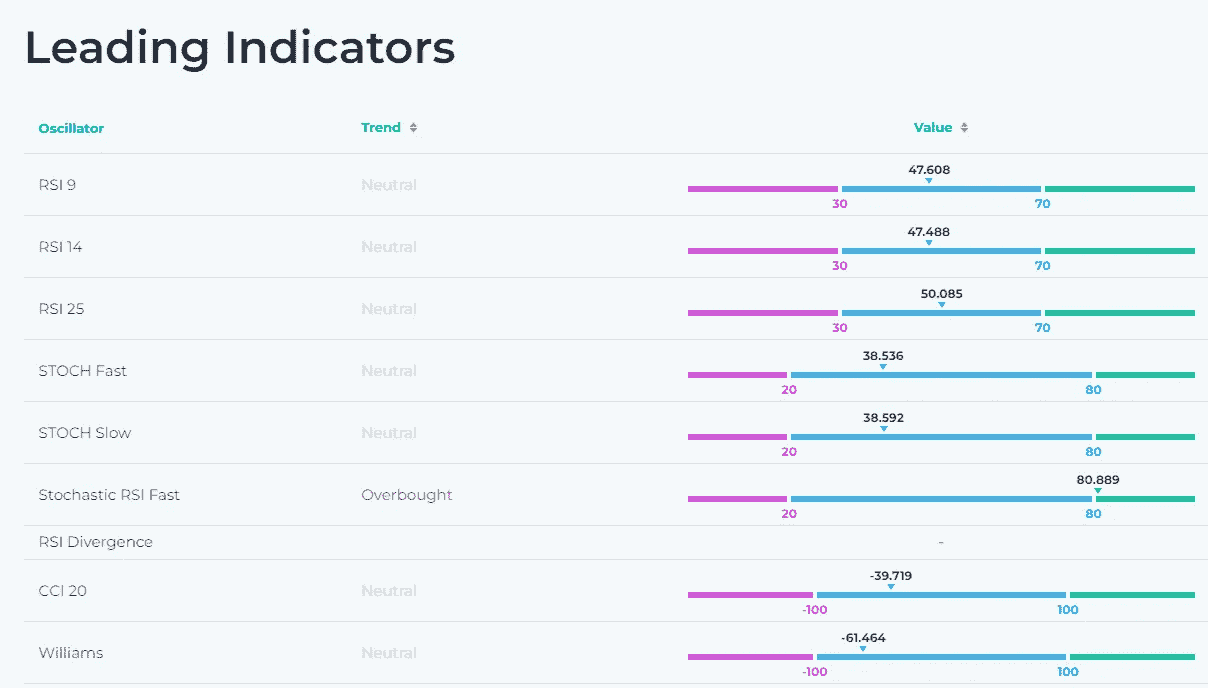 Leading Indicators
Oscillator Trend Value
RSI 9 Neutral 47.608
30 70
RSI 14 Neutral 47.488
30 70
RSI 25 Neutral 50.085
30 70
STOCH Fast Neutral 38.536
20 80
STOCH Slow Neutral 38.592
20 80
Stochastic RSI Fast Overbought 80.889
20 80
RSI Divergence -
CCI 20 Neutral -39.719
-100 100
Williams Neutral -61.464
-100 100